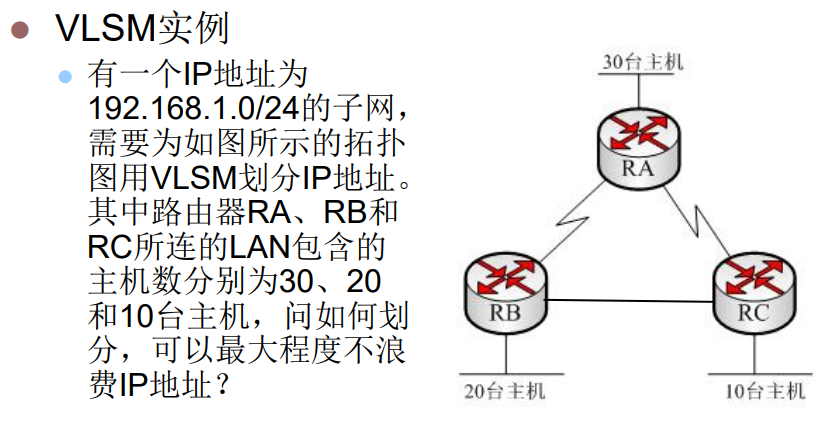 VLSM实例
有一个IP地址为
192.168.1.0/24的子网，
需要为如图所示的拓扑
图用VLSM划分IP地址。
其中路由器RA、RB和
RC所连的LAN包含的
主机数分别为30、20
和10台主机，问如何划
分，可以最大程度不浪
费IP地址？
30台主机
RA
RB
RC
20台主机
10台主机